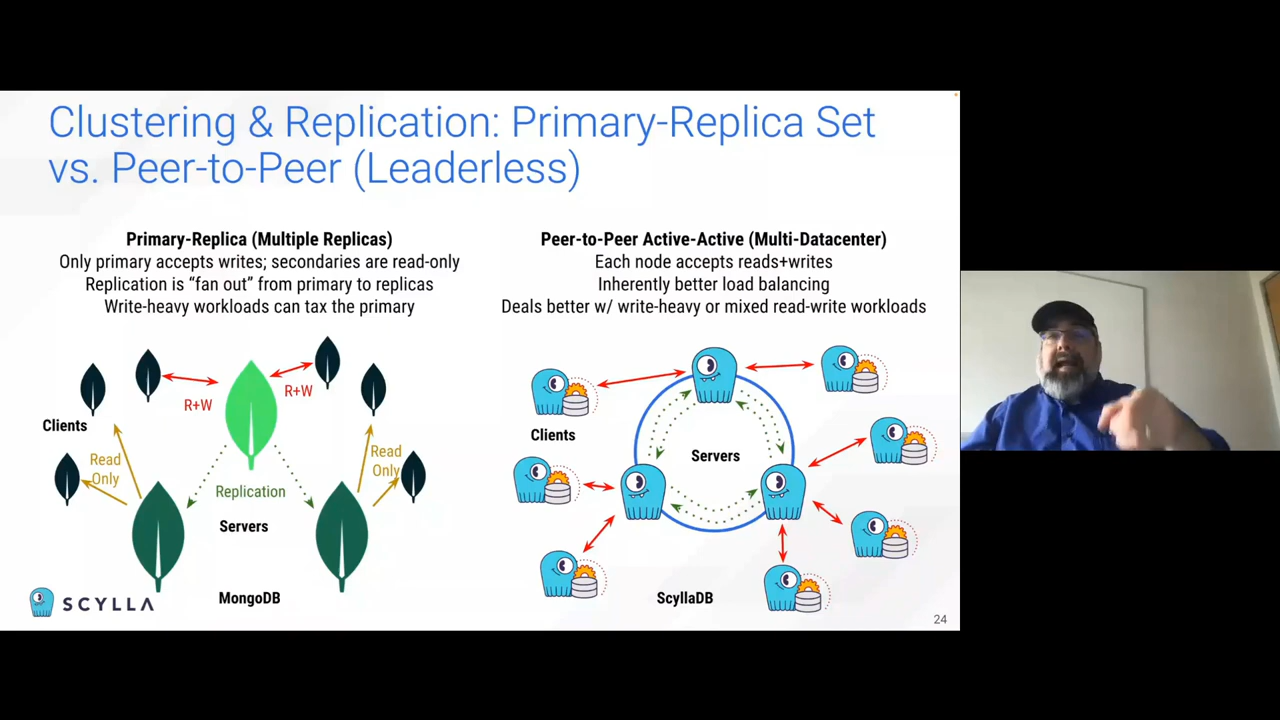 Clustering & Replication: Primary-Replica Set
vs. Peer-to-Peer (Leaderless)
Primary-Replica (Multiple Replicas)
Only primary accepts writes; secondaries are read-only
Replication is “fan out” from primary to replicas
Write-heavy workloads can tax the primary
R+W
R+W
Clients
Read
Only
Read
Only
Replication
Servers
MongoDB
Peer-to-Peer Active-Active (Multi-Datacenter)
Each node accepts reads+writes
Inherently better load balancing
Deals better w/ write-heavy or mixed read-write workloads
Clients
Servers
ScyllaDB
SCYLLA
24